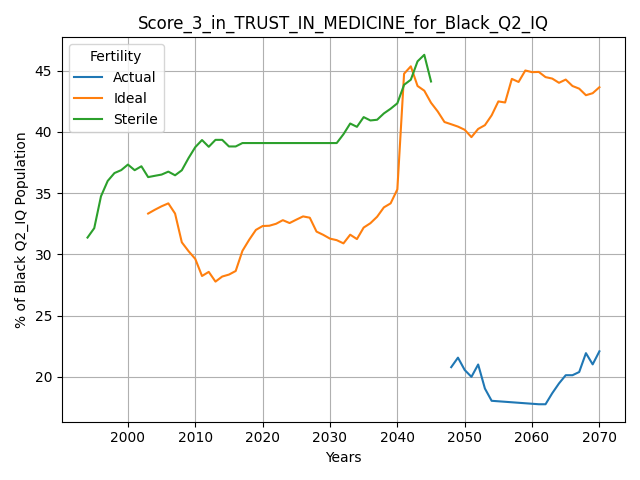 Score_3_in_TRUST_IN_MEDICINE_for_Black_Q2_IQ
Fertility
Actual
Ideal
Sterile
% of Black Q2_IQ Population
45
40
35
30
25
20
2000 2010 2020 2030 2040 2050 2060 2070
Years